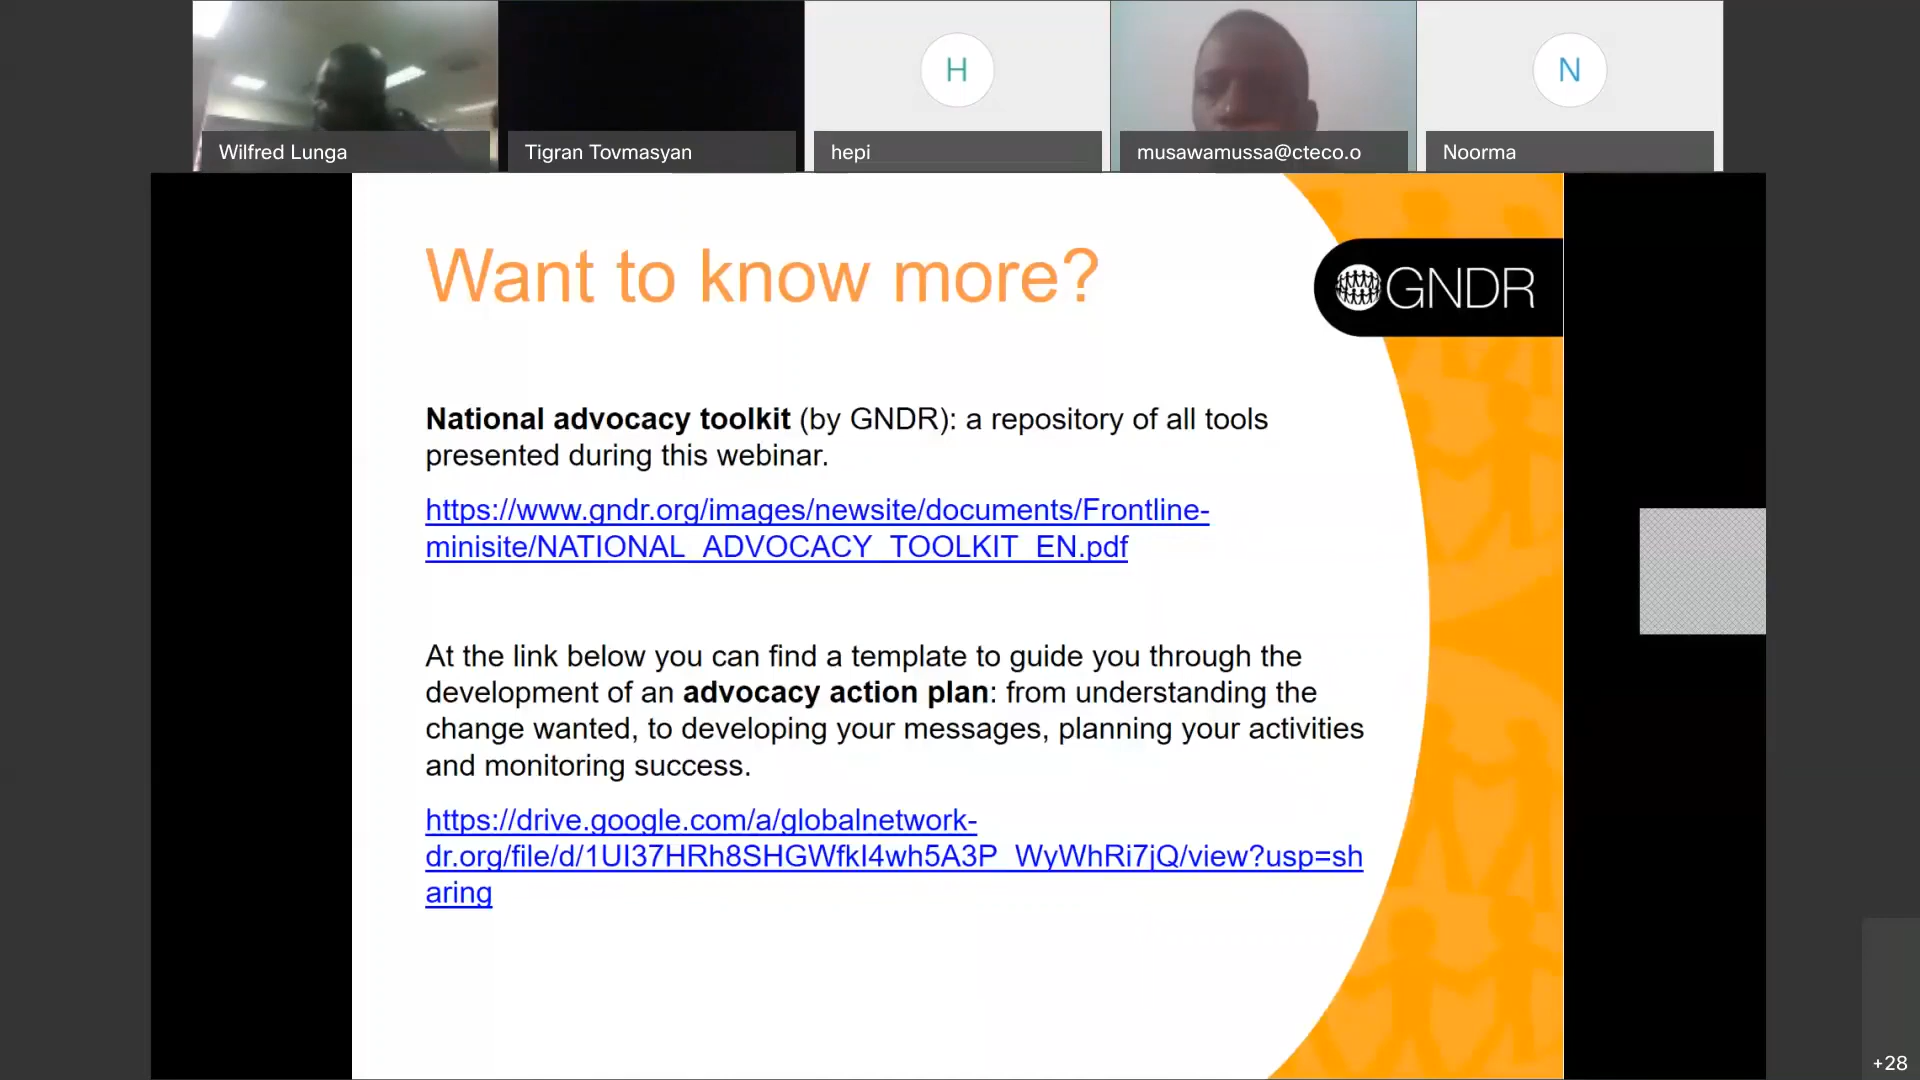 Wilfred Lunga
Tigran Tovmasyan
H
hepi
musawamussa@cteco.o
N
Noorma
Want to know more?
GNDR
National advocacy toolkit (by GNDR): a repository of all tools
presented during this webinar.
https://www.gndr.org/images/newsite/documents/Frontline-
minisite/NATIONAL_ADVOCACY_TOOLKIT_EN.pdf
At the link below you can find a template to guide you through the
development of an advocacy action plan: from understanding the
change wanted, to developing your messages, planning your activities
and monitoring success.
https://drive.google.com/a/globalnetwork-
dr.org/file/d/1UI37HRh8SHGWfkI4wh5A3P_WyWhRi7jQ/view?usp=sh
aring
+28